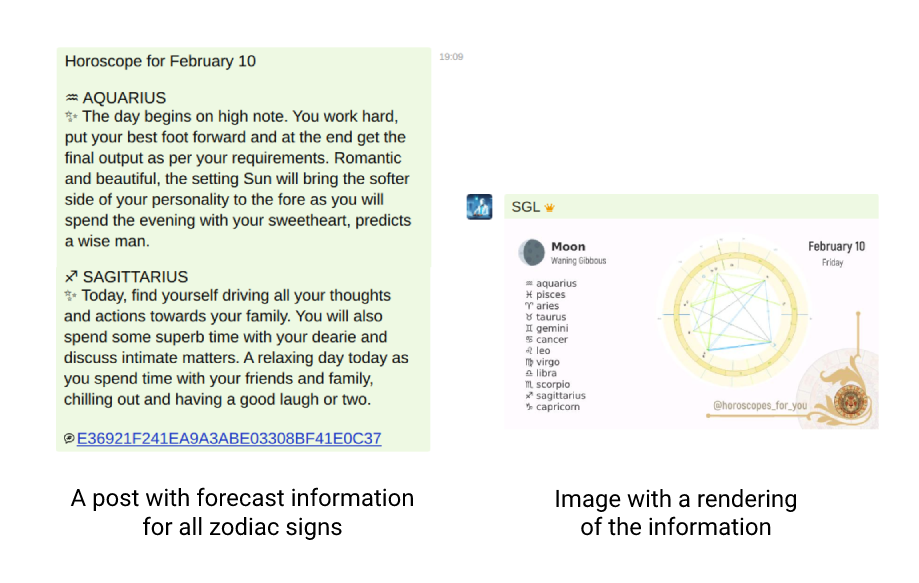 Horoscope for February 10
19:09
♒ AQUARIUS
✨ The day begins on high note. You work hard,
put your best foot forward and at the end get the
final output as per your requirements. Romantic
and beautiful, the setting Sun will bring the softer
side of your personality to the fore as you will
spend the evening with your sweetheart, predicts
a wise man.
♐ SAGITTARIUS
✨ Today, find yourself driving all your thoughts
and actions towards your family. You will also
spend some superb time with your dearie and
discuss intimate matters. A relaxing day today as
you spend time with your friends and family,
chilling out and having a good laugh or two.
E36921F241EA9A3ABE03308BF41E0C37
A post with forecast information
for all zodiac signs
SGL
Moon
Waning Gibbous
February 10
Friday
♒ aquarius
♓ pisces
♈ aries
♉ taurus
♊ gemini
♋ cancer
♌ leo
♍ virgo
♎ libra
♏ scorpio
♐ sagittarius
♑ capricorn
@horoscopes_for_you
Image with a rendering
of the information